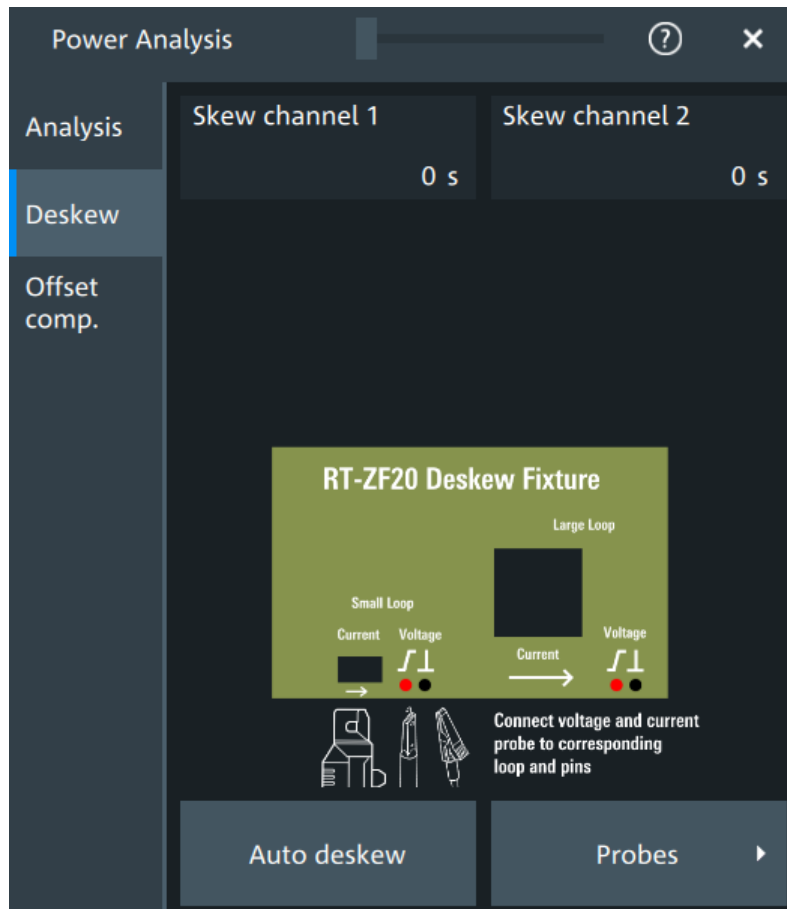 Power Analysis
?
Analysis
Deskew
Offset
comp.
Skew channel 1
0 s
Skew channel 2
0 s
RT-ZF20 Deskew Fixture
Large Loop
Small Loop
Current Voltage
Current
Voltage
Connect voltage and current
probe to corresponding
loop and pins
Auto deskew
Probes